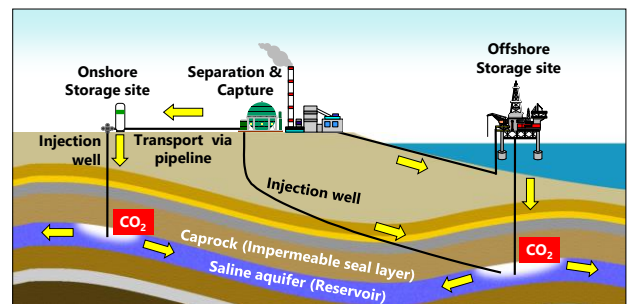 Onshore
Storage site
Separation &
Capture
Offshore
Storage site
Injection
well
Transport via
pipeline
Injection well
CO2
CO2
Caprock (Impermeable seal layer)
Saline aquifer (Reservoir)